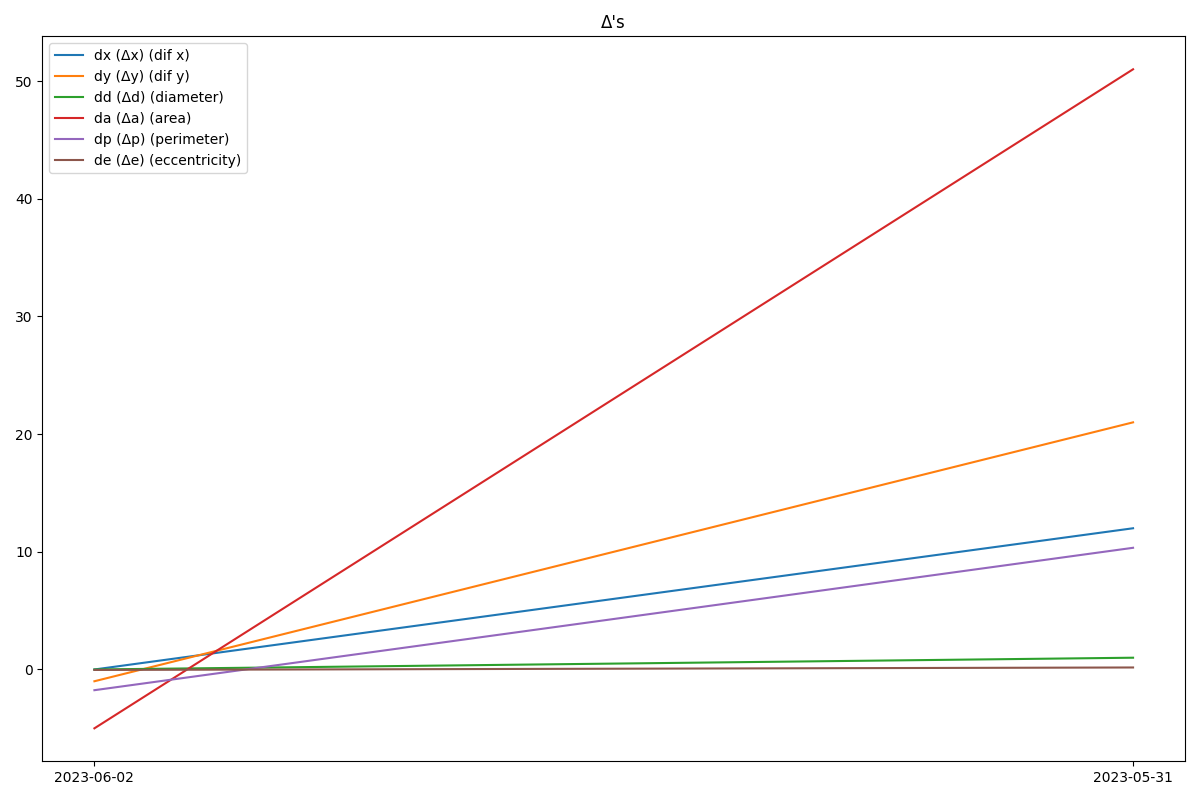 Δ's
dx (Δx) (dif x)
dy (Δy) (dif y)
dd (Δd) (diameter)
da (Δa) (area)
dp (Δp) (perimeter)
de (Δe) (eccentricity)
50
40
30
20
10
0
2023-06-02 2023-05-31